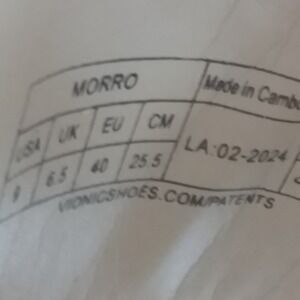 MORRO Made in Camb
USA UK EU CM LA:02-2024
9 6.5 40 25.5
VIONICSHOES.COM/PATENTS